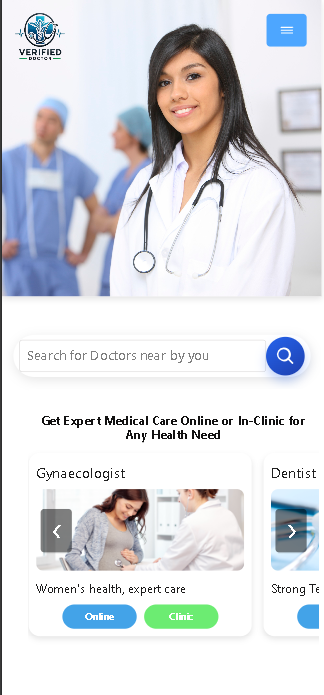 VERIFIED
DOCTOR
Search for Doctors near by you
Get Expert Medical Care Online or In-Clinic for
Any Health Need
Gynaecologist
Dentist
Women's health, expert care
Strong Te
Online
Clinic